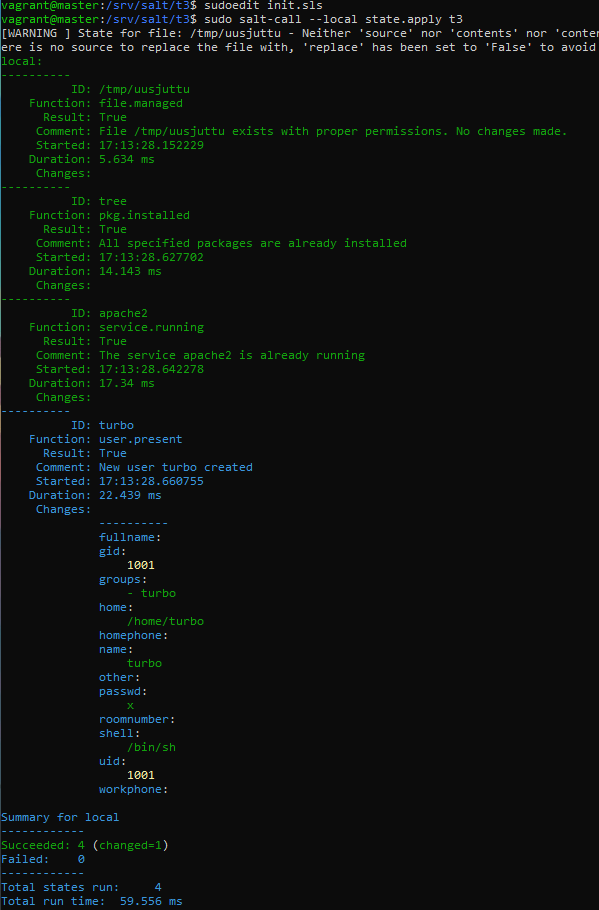 vagrant@master:/srv/salt/t3$ sudoedit init.sls
vagrant@master:/srv/salt/t3$ sudo salt-call --local state.apply t3
[WARNING ] State for file: /tmp/uusjuttu - Neither 'source' nor 'contents' nor 'conten
ere is no source to replace the file with, 'replace' has been set to 'False' to avoid
local:
----------
          ID: /tmp/uusjuttu
    Function: file.managed
      Result: True
     Comment: File /tmp/uusjuttu exists with proper permissions. No changes made.
     Started: 17:13:28.152229
    Duration: 5.634 ms
     Changes:
----------
          ID: tree
    Function: pkg.installed
      Result: True
     Comment: All specified packages are already installed
     Started: 17:13:28.627702
    Duration: 14.143 ms
     Changes:
----------
          ID: apache2
    Function: service.running
      Result: True
     Comment: The service apache2 is already running
     Started: 17:13:28.642278
    Duration: 17.34 ms
     Changes:
----------
          ID: turbo
    Function: user.present
      Result: True
     Comment: New user turbo created
     Started: 17:13:28.660755
    Duration: 22.439 ms
     Changes:
              ----------
              fullname:
              gid:
                  1001
              groups:
                  - turbo
              home:
                  /home/turbo
              homephone:
              name:
                  turbo
              other:
              passwd:
                  x
              roomnumber:
              shell:
                  /bin/sh
              uid:
                  1001
              workphone:

Summary for local
------------
Succeeded: 4 (changed=1)
Failed:    0
------------
Total states run:     4
Total run time:  59.556 ms